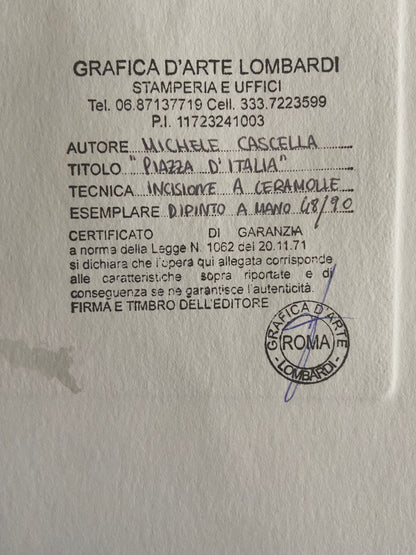 GRAFICA D'ARTE LOMBARDI
STAMPERIA E UFFICI
Tel. 06.87137719 Cell. 333.7223599
P.I. 11723241003
AUTORE MICHELE CASCELLA
TITOLO "PIAZZA D'ITALIA"
TECNICA INCISIONE A CERAMOLLE
ESEMPLARE DIPINTO A MANO 48/90
CERTIFICATO DI GARANZIA
a norma della Legge N. 1062 del 20.11.71
si dichiara che l'opera qui allegata corrisponde
alle caratteristiche sopra riportate e di
conseguenza se ne garantisce l'autenticità.
FIRMA E TIMBRO DELL'EDITORE
GRAFICA D'ARTE
ROMA
- LOMBARDI -